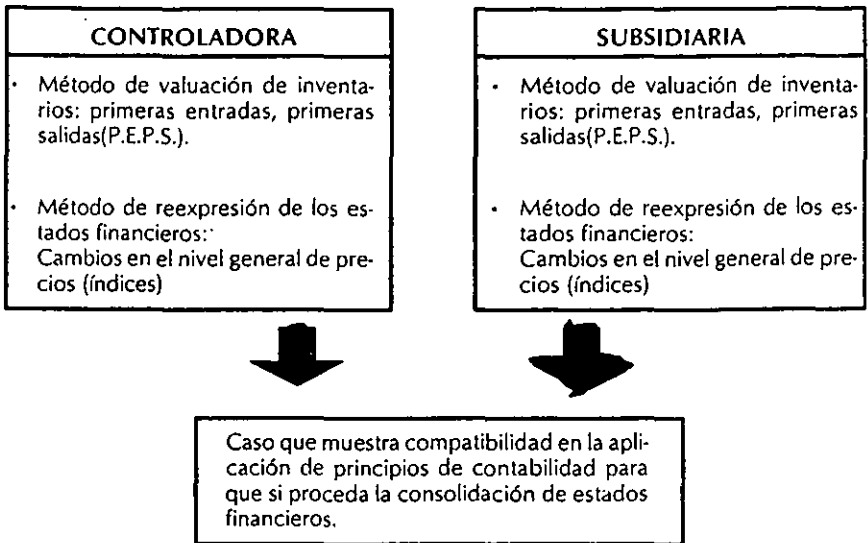 CONTROLADORA
· Método de valuación de inventa-
rios: primeras entradas, primeras
salidas(P.E.P.S.).
· Método de reexpresión de los es-
tados financieros:
Cambios en el nivel general de pre-
cios (índices)
SUBSIDIARIA
· Método de valuación de inventa-
rios: primeras entradas, primeras
salidas(P.E.P.S.).
· Método de reexpresión de los es-
tados financieros:
Cambios en el nivel general de pre-
cios (índices)
Caso que muestra compatibilidad en la apli-
cación de principios de contabilidad para
que si proceda la consolidación de estados
financieros.